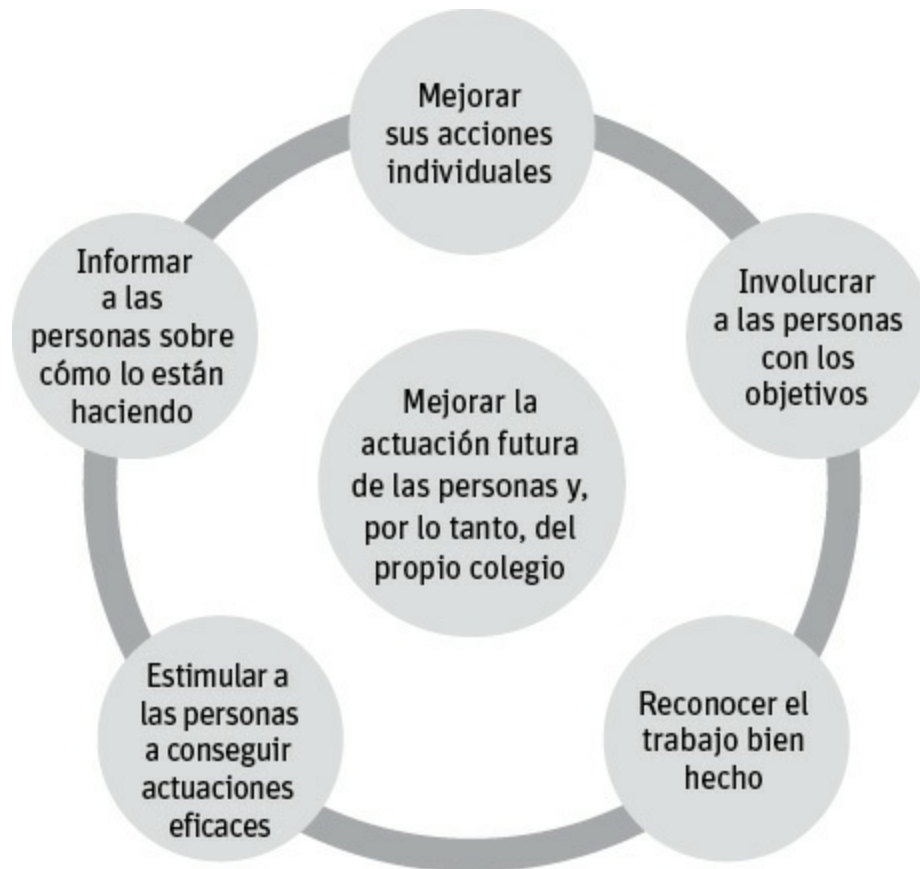 Mejorar
sus acciones
individuales
Involucrar
a las personas
con los
objetivos
Reconocer el
trabajo bien
hecho
Estimular a
las personas
a conseguir
actuaciones
eficaces
Informar
a las
personas sobre
cómo lo están
haciendo
Mejorar la
actuación futura
de las personas y,
por lo tanto, del
propio colegio